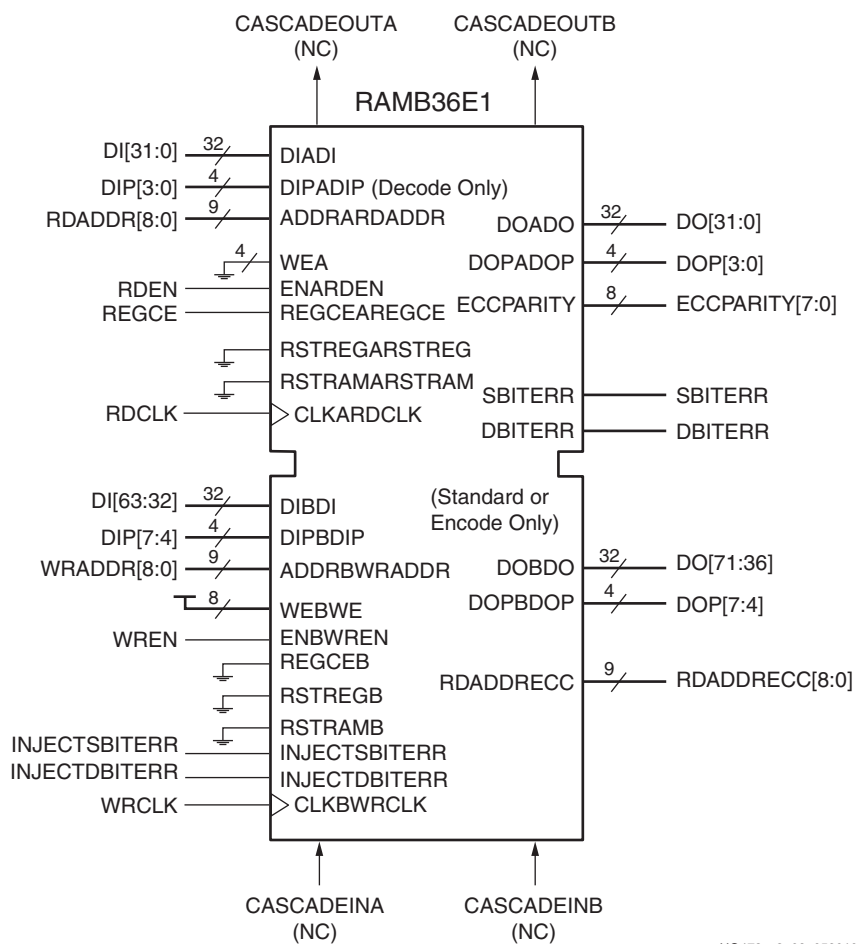 CASCADEOUTA
(NC)
CASCADEOUTB
(NC)
RAMB36E1
DI[31:0] 32 DIADI
DIP[3:0] 4 DIPADIP (Decode Only)
RDADDR[8:0] 9 ADDRARDADDR
4 WEA
RDEN ENARDEN
REGCE REGCEAREGCE
RSTREGARSTREG
RSTRAMARSTRAM
RDCLK CLKARDCLK
DOADO 32 DO[31:0]
DOPADOP 4 DOP[3:0]
ECCPARITY 8 ECCPARITY[7:0]
SBITERR SBITERR
DBITERR DBITERR
DI[63:32] 32 DIBDI
DIP[7:4] 4 DIPBDIP
WRADDR[8:0] 9 ADDRBWRADDR
8 WEBWE
WREN ENBWREN
REGCEB
RSTREGB
RSTRAMB
INJECTSBITERR INJECTSBITERR
INJECTDBITERR INJECTDBITERR
WRCLK CLKBWRCLK
(Standard or
Encode Only)
DOBDO 32 DO[71:36]
DOPBDOP 4 DOP[7:4]
RDADDRECC 9 RDADDRECC[8:0]
CASCADEINA
(NC)
CASCADEINB
(NC)